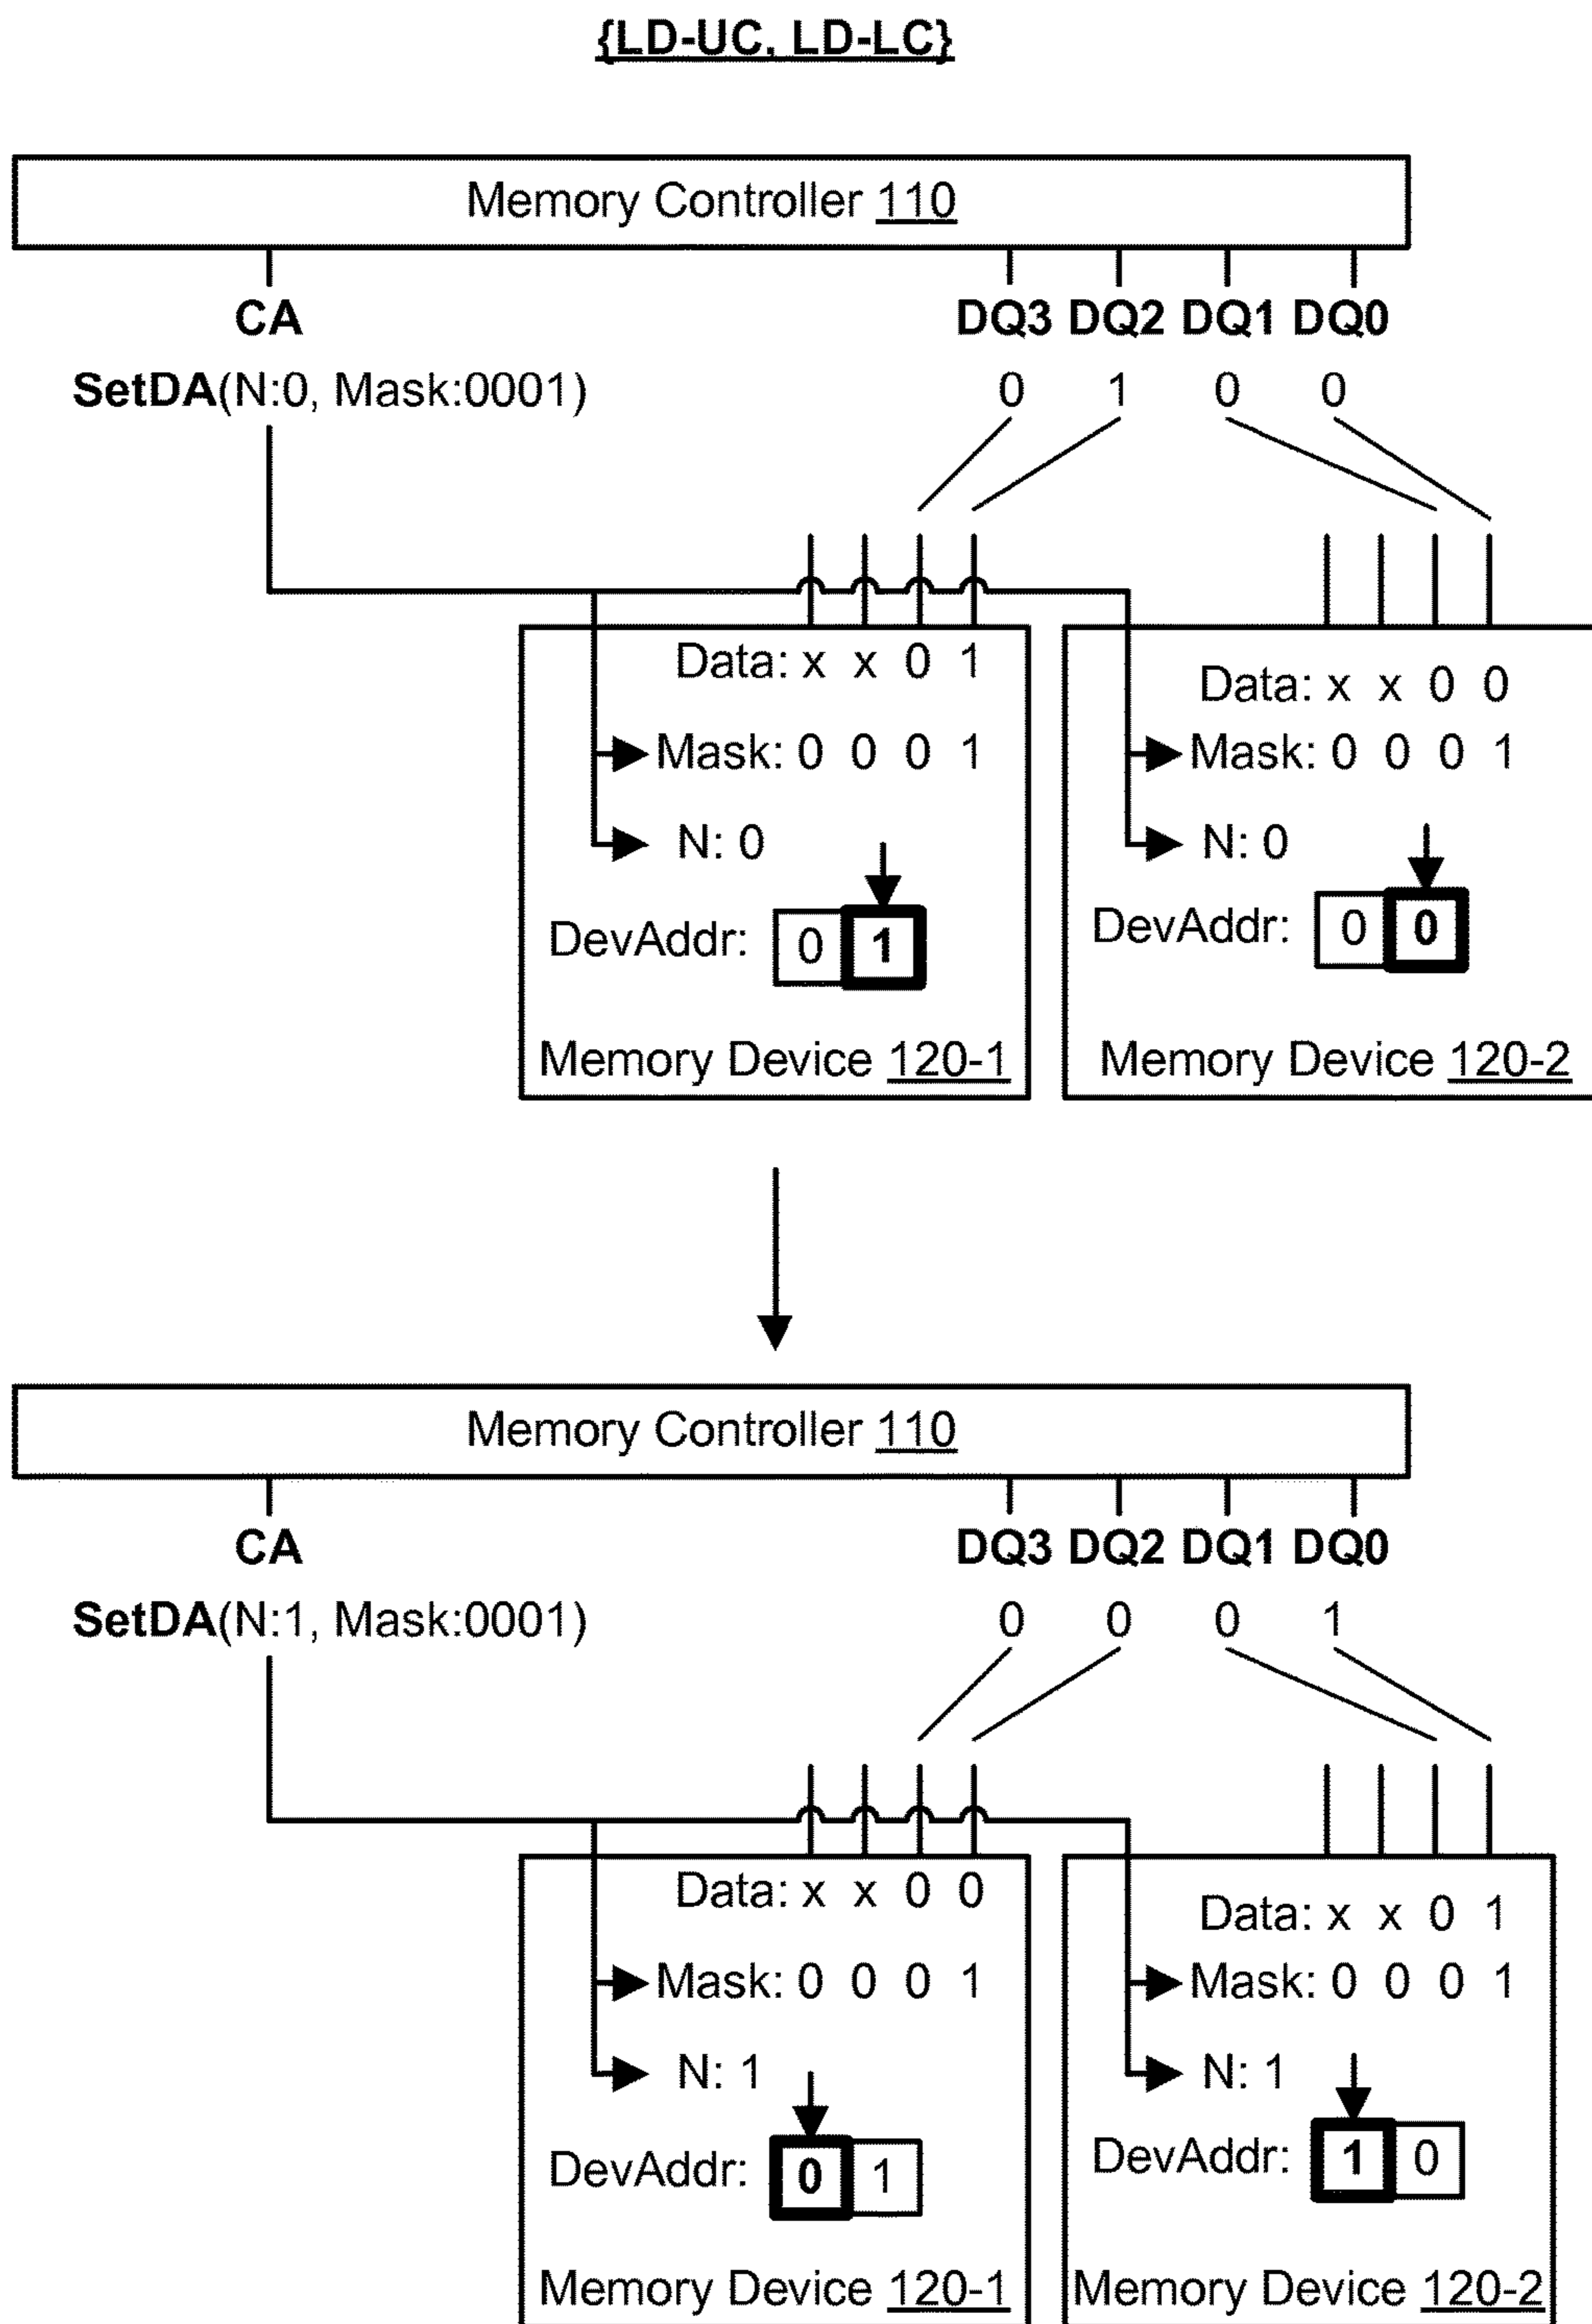 {LD-UC, LD-LC}
Memory Controller 110
CA DQ3 DQ2 DQ1 DQ0
SetDA(N:0, Mask:0001) 0 1 0 0
Data: x x 0 1
Mask: 0 0 0 1
N: 0
DevAddr: 0 1
Memory Device 120-1
Data: x x 0 0
Mask: 0 0 0 1
N: 0
DevAddr: 0 0
Memory Device 120-2
Memory Controller 110
CA DQ3 DQ2 DQ1 DQ0
SetDA(N:1, Mask:0001) 0 0 0 1
Data: x x 0 0
Mask: 0 0 0 1
N: 1
DevAddr: 0 1
Memory Device 120-1
Data: x x 0 1
Mask: 0 0 0 1
N: 1
DevAddr: 1 0
Memory Device 120-2